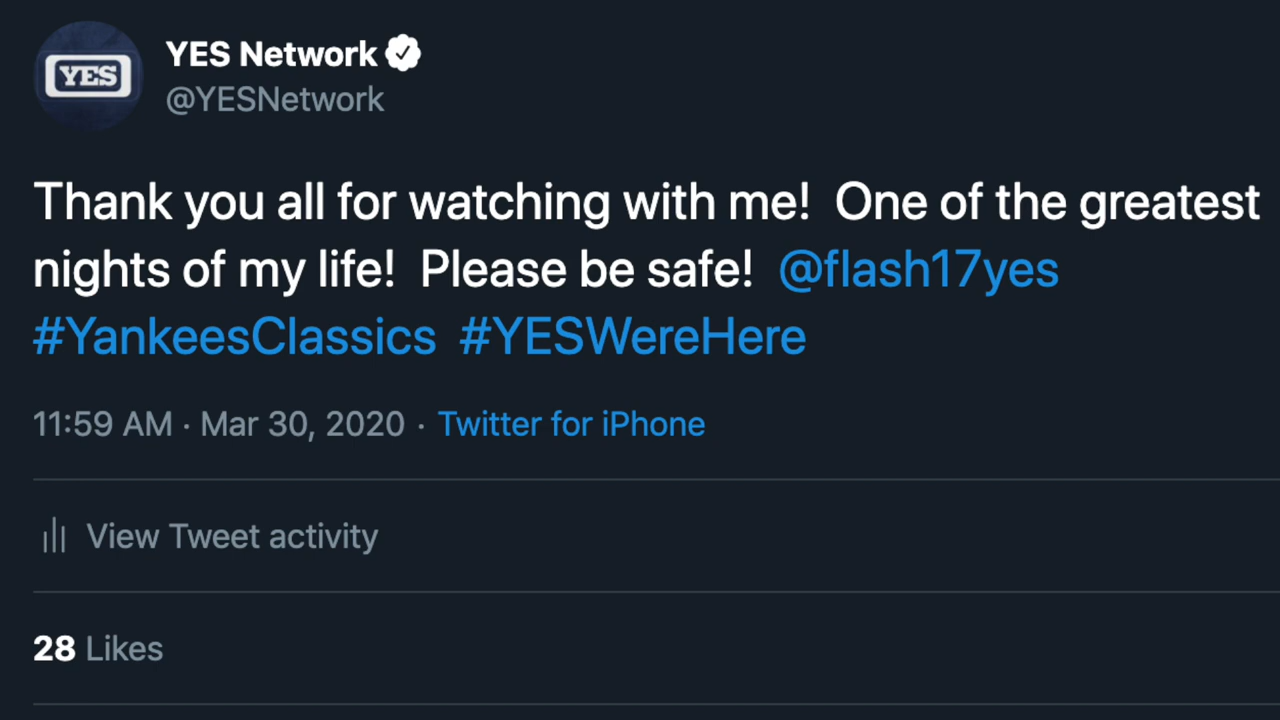 YES
YES Network
@YESNetwork
Thank you all for watching with me!  One of the greatest
nights of my life!  Please be safe!  @flash17yes
#YankeesClassics  #YESWereHere
11:59 AM · Mar 30, 2020 · Twitter for iPhone
View Tweet activity
28 Likes